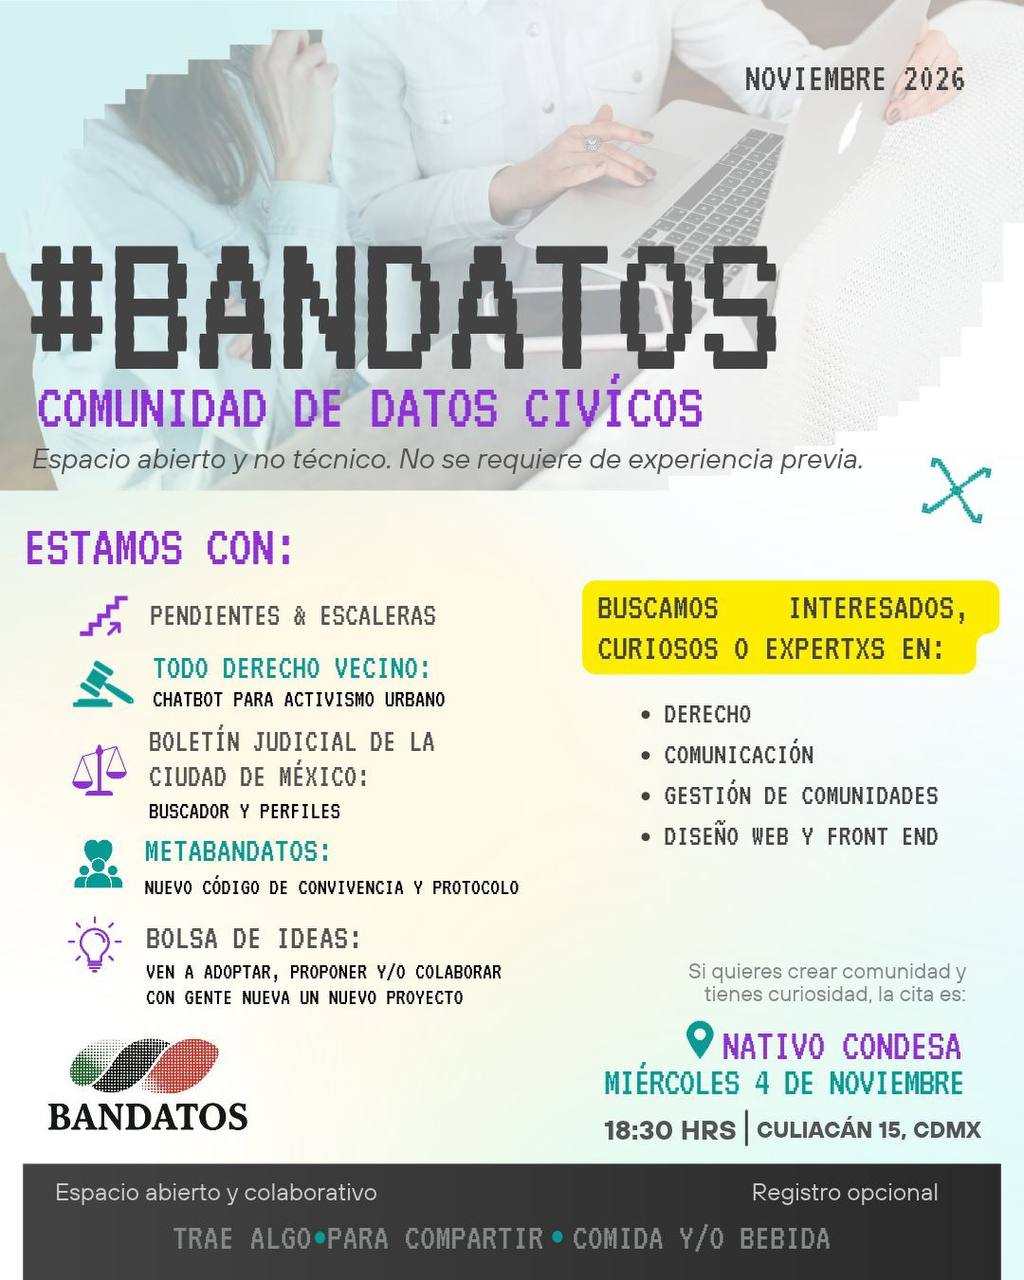 NOVIEMBRE 2026
#BANDATOS
COMUNIDAD DE DATOS CIVÍCOS
Espacio abierto y no técnico. No se requiere de experiencia previa.
ESTAMOS CON:
PENDIENTES & ESCALERAS
TODO DERECHO VECINO:
CHATBOT PARA ACTIVISMO URBANO
BOLETÍN JUDICIAL DE LA
CIUDAD DE MÉXICO:
BUSCADOR Y PERFILES
METABANDATOS:
NUEVO CÓDIGO DE CONVIVENCIA Y PROTOCOLO
BOLSA DE IDEAS:
VEN A ADOPTAR, PROPONER Y/O COLABORAR
CON GENTE NUEVA UN NUEVO PROYECTO
BUSCAMOS INTERESADOS,
CURIOSOS O EXPERTXS EN:
• DERECHO
• COMUNICACIÓN
• GESTIÓN DE COMUNIDADES
• DISEÑO WEB Y FRONT END
Si quieres crear comunidad y
tienes curiosidad, la cita es:
NATIVO CONDESA
MIÉRCOLES 4 DE NOVIEMBRE
18:30 HRS | CULIACÁN 15, CDMX
BANDATOS
Espacio abierto y colaborativo
Registro opcional
TRAE ALGO•PARA COMPARTIR • COMIDA Y/O BEBIDA